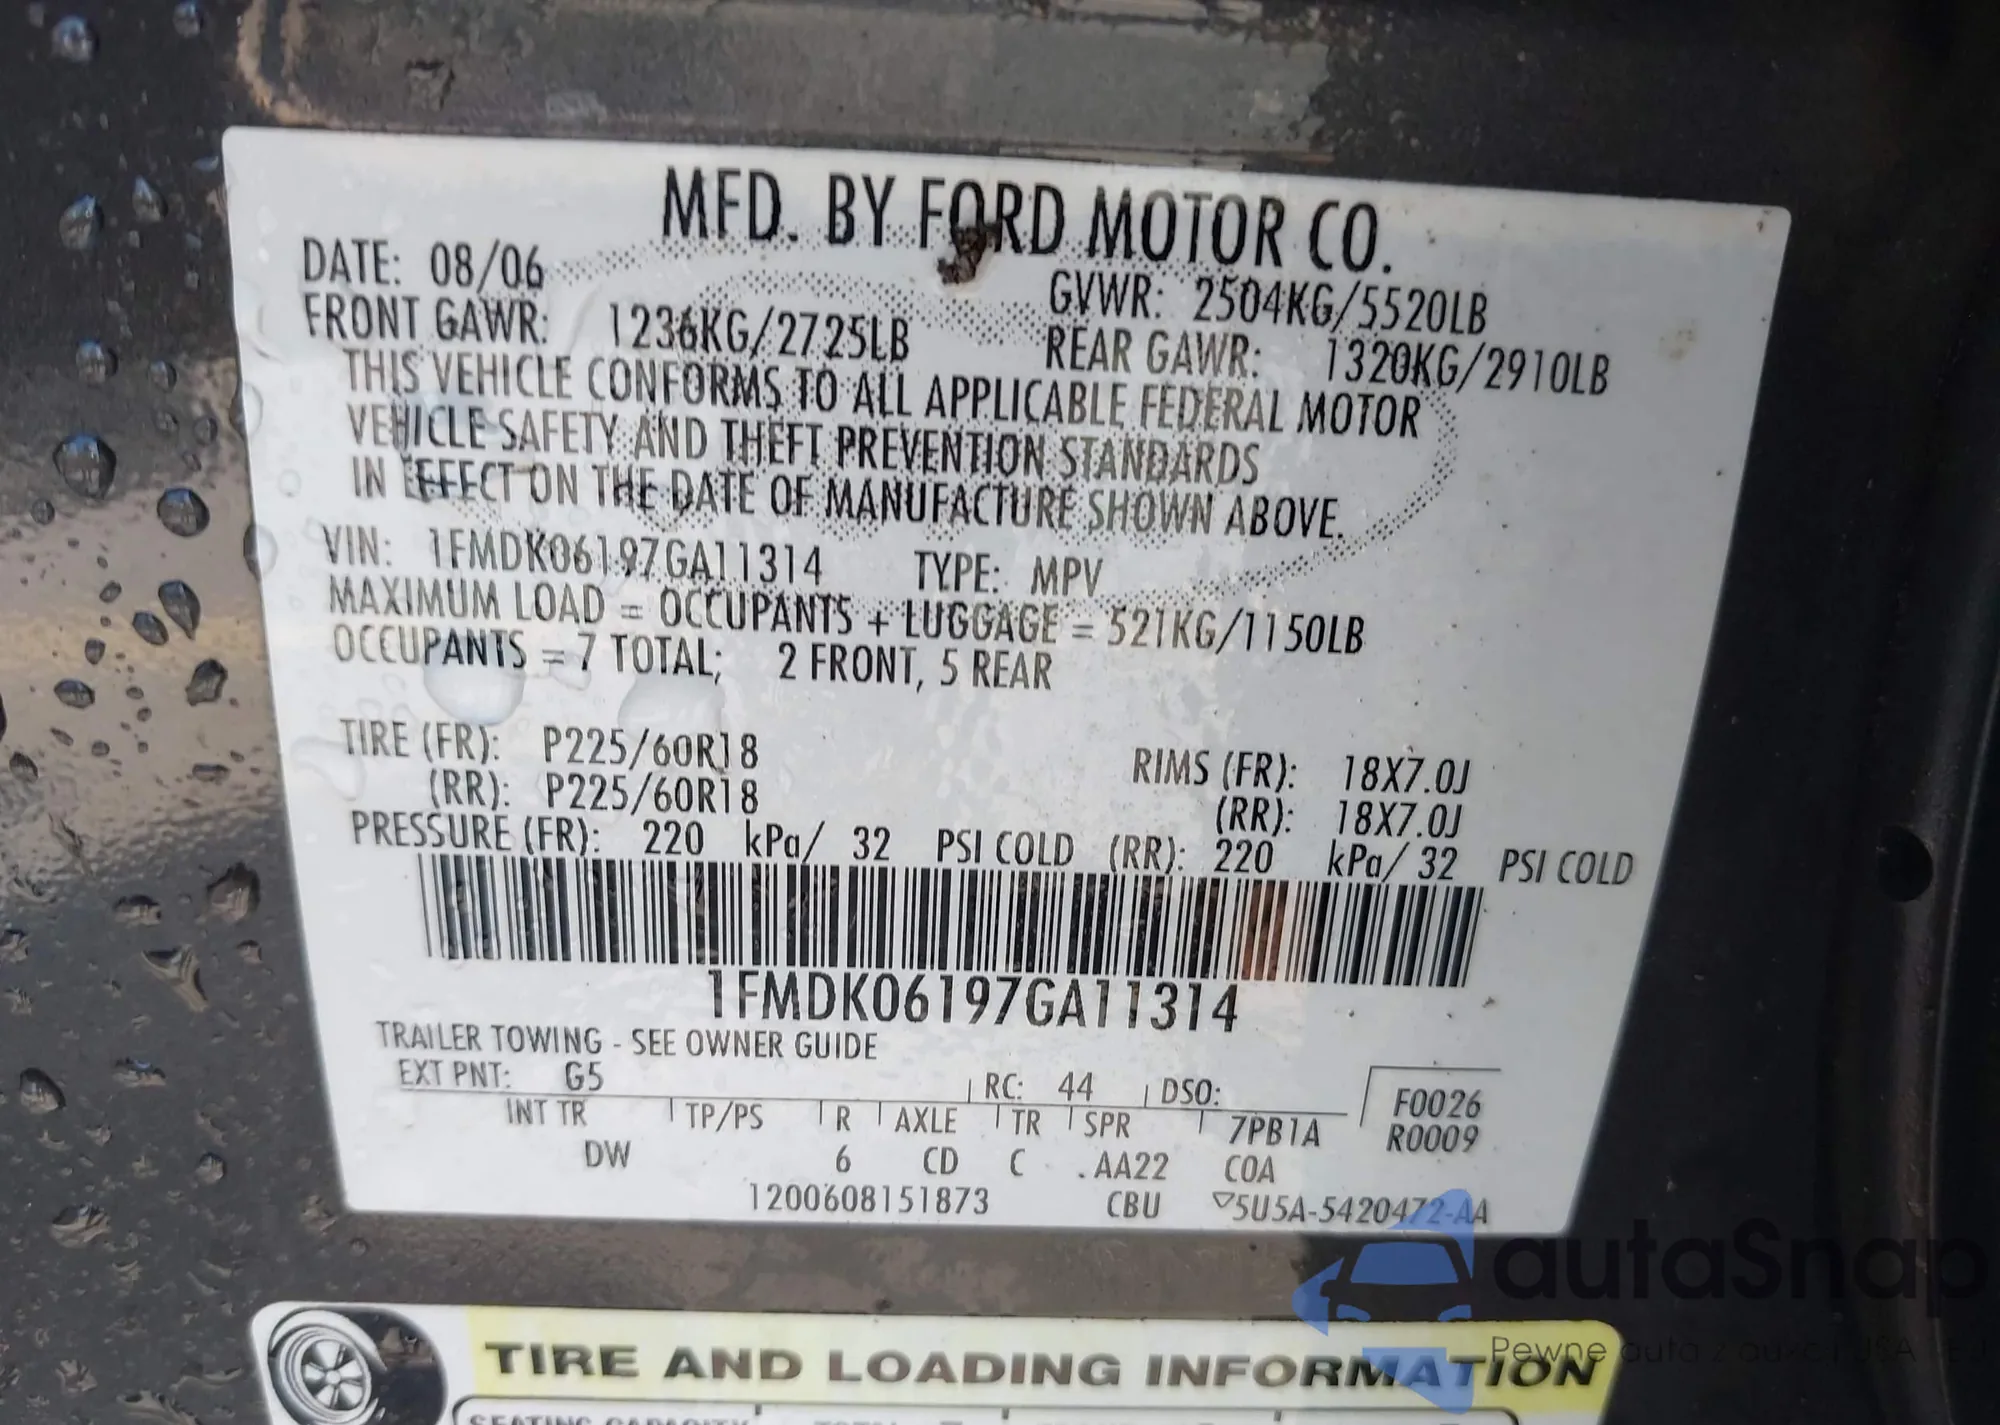 MFD. BY FORD MOTOR CO.
DATE: 08/06 GVWR: 2504KG/5520LB
FRONT GAWR: 1236KG/2725LB REAR GAWR: 1320KG/2910LB
THIS VEHICLE CONFORMS TO ALL APPLICABLE FEDERAL MOTOR
VEHICLE SAFETY AND THEFT PREVENTION STANDARDS
IN EFFECT ON THE DATE OF MANUFACTURE SHOWN ABOVE.
VIN: 1FMDK06197GA11314 TYPE: MPV
MAXIMUM LOAD = OCCUPANTS + LUGGAGE = 521KG/1150LB
OCCUPANTS = 7 TOTAL; 2 FRONT, 5 REAR
TIRE (FR): P225/60R18 RIMS (FR): 18X7.0J
(RR): P225/60R18 (RR): 18X7.0J
PRESSURE (FR): 220 kPa/ 32 PSI COLD (RR): 220 kPa/ 32 PSI COLD
1FMDK06197GA11314
TRAILER TOWING - SEE OWNER GUIDE
EXT PNT: G5 RC: 44 DSO: F0026
INT TR TP/PS R AXLE TR SPR 7PB1A R0009
DW 6 CD C .AA22 COA
1200608151873 CBU ▽5U5A-5420472-AA
autaSnap
Pewne auta z
TIRE AND LOADING INFORMATION
SEATING CAPACITY